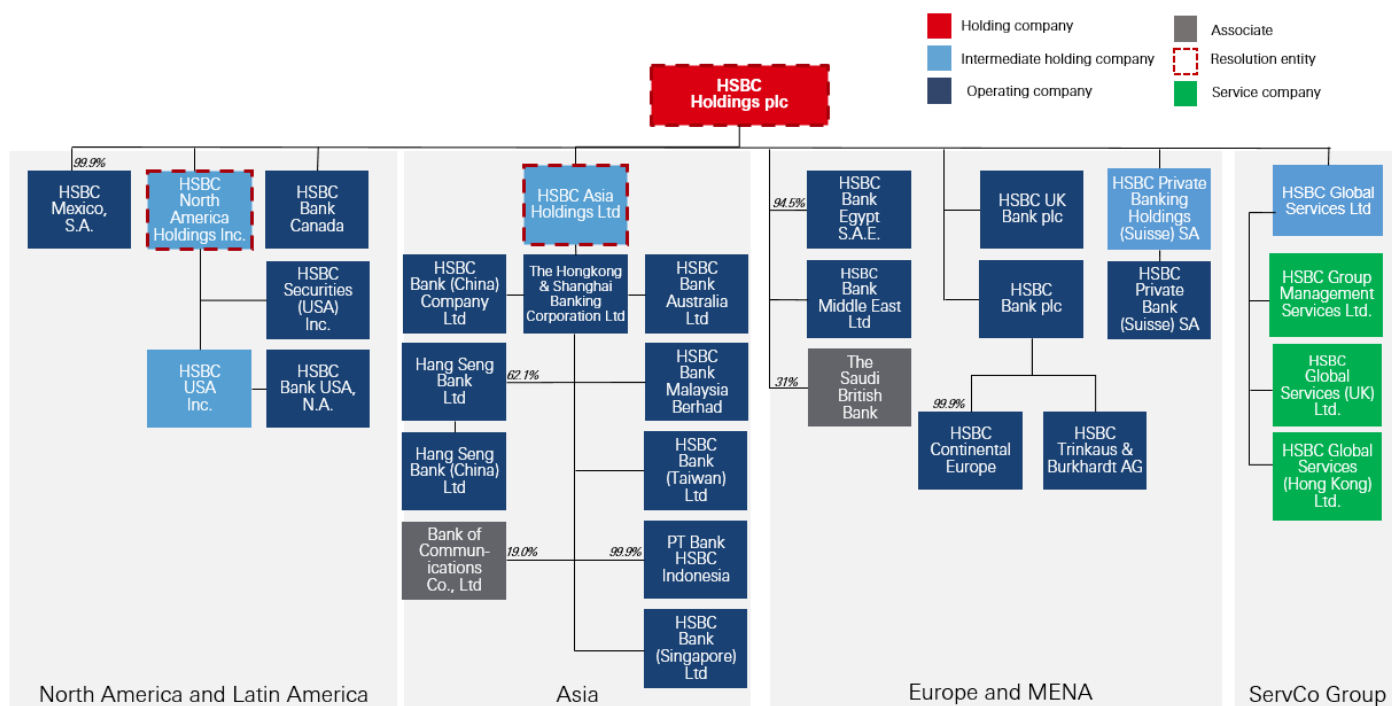 Holding company
Associate
Intermediate holding company
Resolution entity
Operating company
Service company
HSBC
Holdings plc
99.9%
HSBC
Mexico,
S.A.
HSBC
North
America
Holdings Inc.
HSBC
Bank
Canada
HSBC
Securities
(USA)
Inc.
HSBC
USA
Inc.
HSBC
Bank USA,
N.A.
North America and Latin America
HSBC Asia
Holdings Ltd
HSBC
Bank (China)
Company
Ltd
The Hongkong
& Shanghai
Banking
Corporation Ltd
HSBC
Bank
Australia
Ltd
Hang Seng
Bank
Ltd
62.1%
HSBC
Bank
Malaysia
Berhad
Hang Seng
Bank (China)
Ltd
HSBC
Bank
(Taiwan)
Ltd
Bank of
Commun-
ications
Co., Ltd
19.0%
99.9%
PT Bank
HSBC
Indonesia
HSBC
Bank
(Singapore)
Ltd
Asia
94.5%
HSBC
Bank
Egypt
S.A.E.
HSBC
Bank
Middle East
Ltd
31%
The
Saudi
British
Bank
HSBC UK
Bank plc
HSBC
Bank plc
99.9%
HSBC
Continental
Europe
HSBC
Trinkaus &
Burkhardt AG
HSBC Private
Banking
Holdings
(Suisse) SA
HSBC
Private
Bank
(Suisse) SA
Europe and MENA
HSBC Global
Services Ltd
HSBC Group
Management
Services Ltd.
HSBC
Global
Services (UK)
Ltd.
HSBC Global
Services
(Hong Kong)
Ltd.
ServCo Group